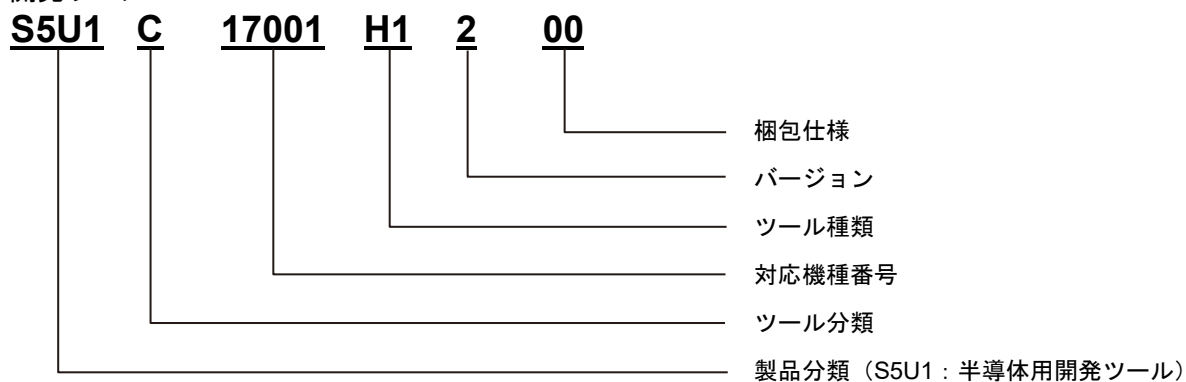 S5U1 C 17001 H1 2 00
梱包仕様
バージョン
ツール種類
対応機種番号
ツール分類
製品分類（S5U1：半導体用開発ツール）